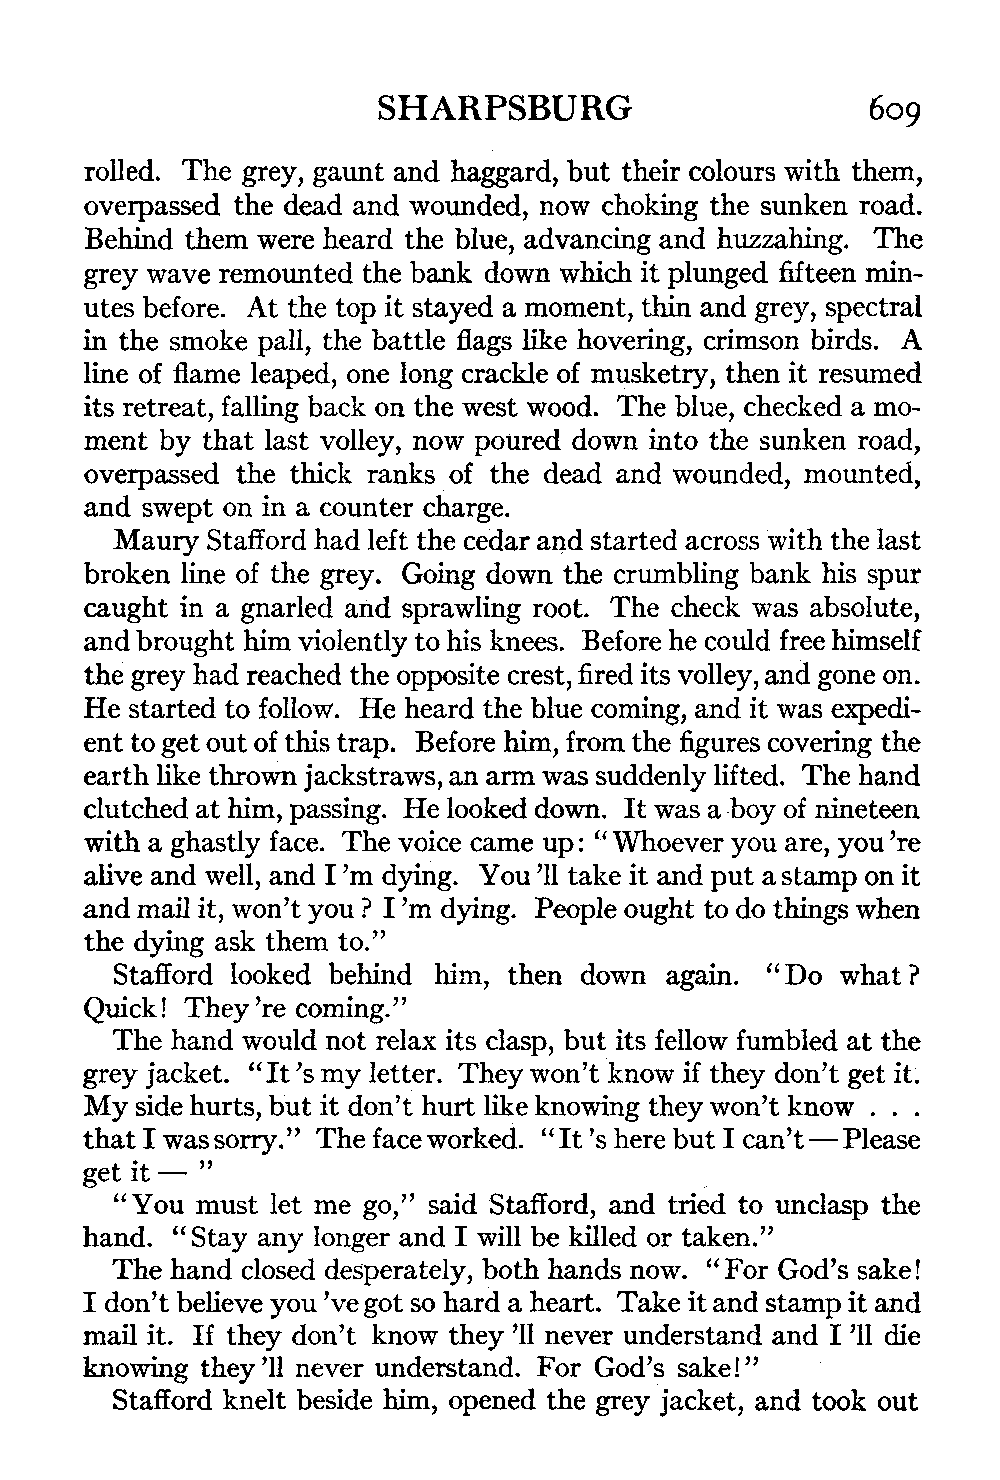 SHARPSBURG 609
rolled. The grey, gaunt and haggard, but their colours with them,
overpassed the dead and wounded, now choking the sunken road.
Behind them were heard the blue, advancing and huzzahing. The
grey wave remounted the bank down which it plunged fifteen min-
utes before. At the top it stayed a moment, thin and grey, spectral
in the smoke pall, the battle flags like hovering, crimson birds. A
line of flame leaped, one long crackle of musketry, then it resumed
its retreat, falling back on the west wood. The blue, checked a mo-
ment by that last volley, now poured down into the sunken road,
overpassed the thick ranks of the dead and wounded, mounted,
and swept on in a counter charge.
Maury Stafford had left the cedar and started across with the last
broken line of the grey. Going down the crumbling bank his spur
caught in a gnarled and sprawling root. The check was absolute,
and brought him violently to his knees. Before he could free himself
the grey had reached the opposite crest, fired its volley, and gone on.
He started to follow. He heard the blue coming, and it was expedi-
ent to get out of this trap. Before him, from the figures covering the
earth like thrown jackstraws, an arm was suddenly lifted. The hand
clutched at him, passing. He looked down. It was a boy of nineteen
with a ghastly face. The voice came up: "Whoever you are, you 're
alive and well, and I 'm dying. You 'll take it and put a stamp on it
and mail it, won't you? I 'm dying. People ought to do things when
the dying ask them to."
Stafford looked behind him, then down again. "Do what?
Quick! They 're coming."
The hand would not relax its clasp, but its fellow fumbled at the
grey jacket. "It 's my letter. They won't know if they don't get it.
My side hurts, but it don't hurt like knowing they won't know . . .
that I was sorry." The face worked. "It 's here but I can't — Please
get it — "
"You must let me go," said Stafford, and tried to unclasp the
hand. "Stay any longer and I will be killed or taken."
The hand closed desperately, both hands now. "For God's sake!
I don't believe you 've got so hard a heart. Take it and stamp it and
mail it. If they don't know they 'll never understand and I 'll die
knowing they 'll never understand. For God's sake!"
Stafford knelt beside him, opened the grey jacket, and took out